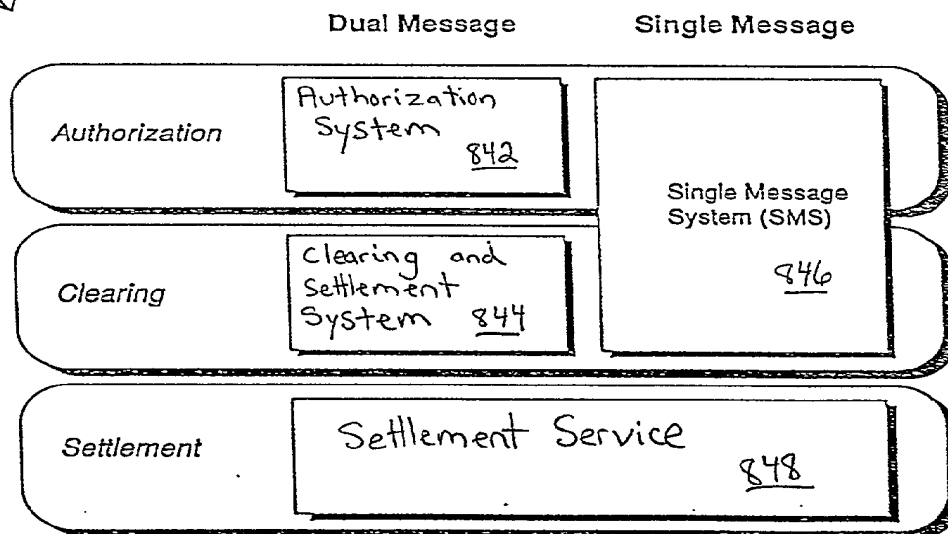 Dual Message Single Message
Authorization
Authorization
System
842
Single Message
System (SMS)
846
Clearing
Clearing and
Settlement
System 844
Settlement
Settlement Service
848